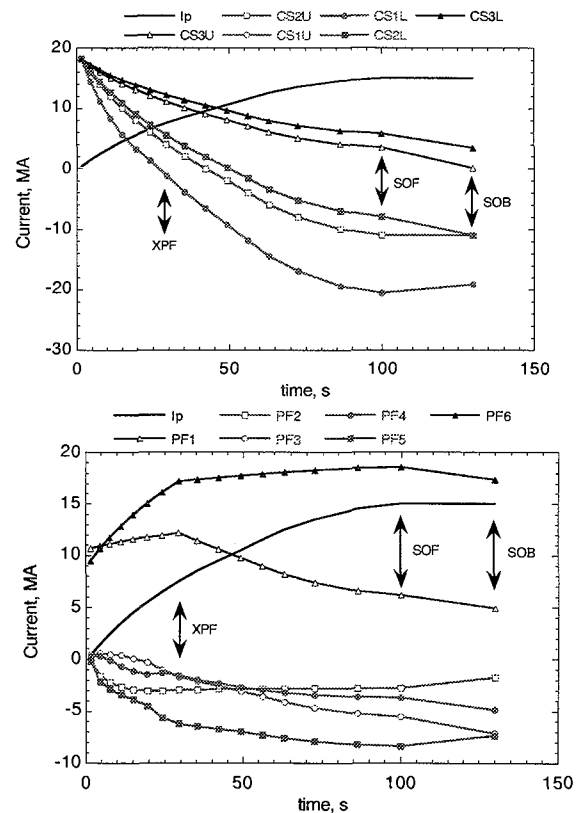 Ip CS2U CS1L CS3L
CS3U CS1U CS2L
20
10
0
-10
-20
-30
Current, MA
XPF
SOF
SOB
0 50 100 150
time, s
Ip PF2 PF4 PF6
PF1 PF3 PF5
20
15
10
5
0
-5
-10
Current, MA
XPF
SOF
SOB
0 50 100 150
time, s